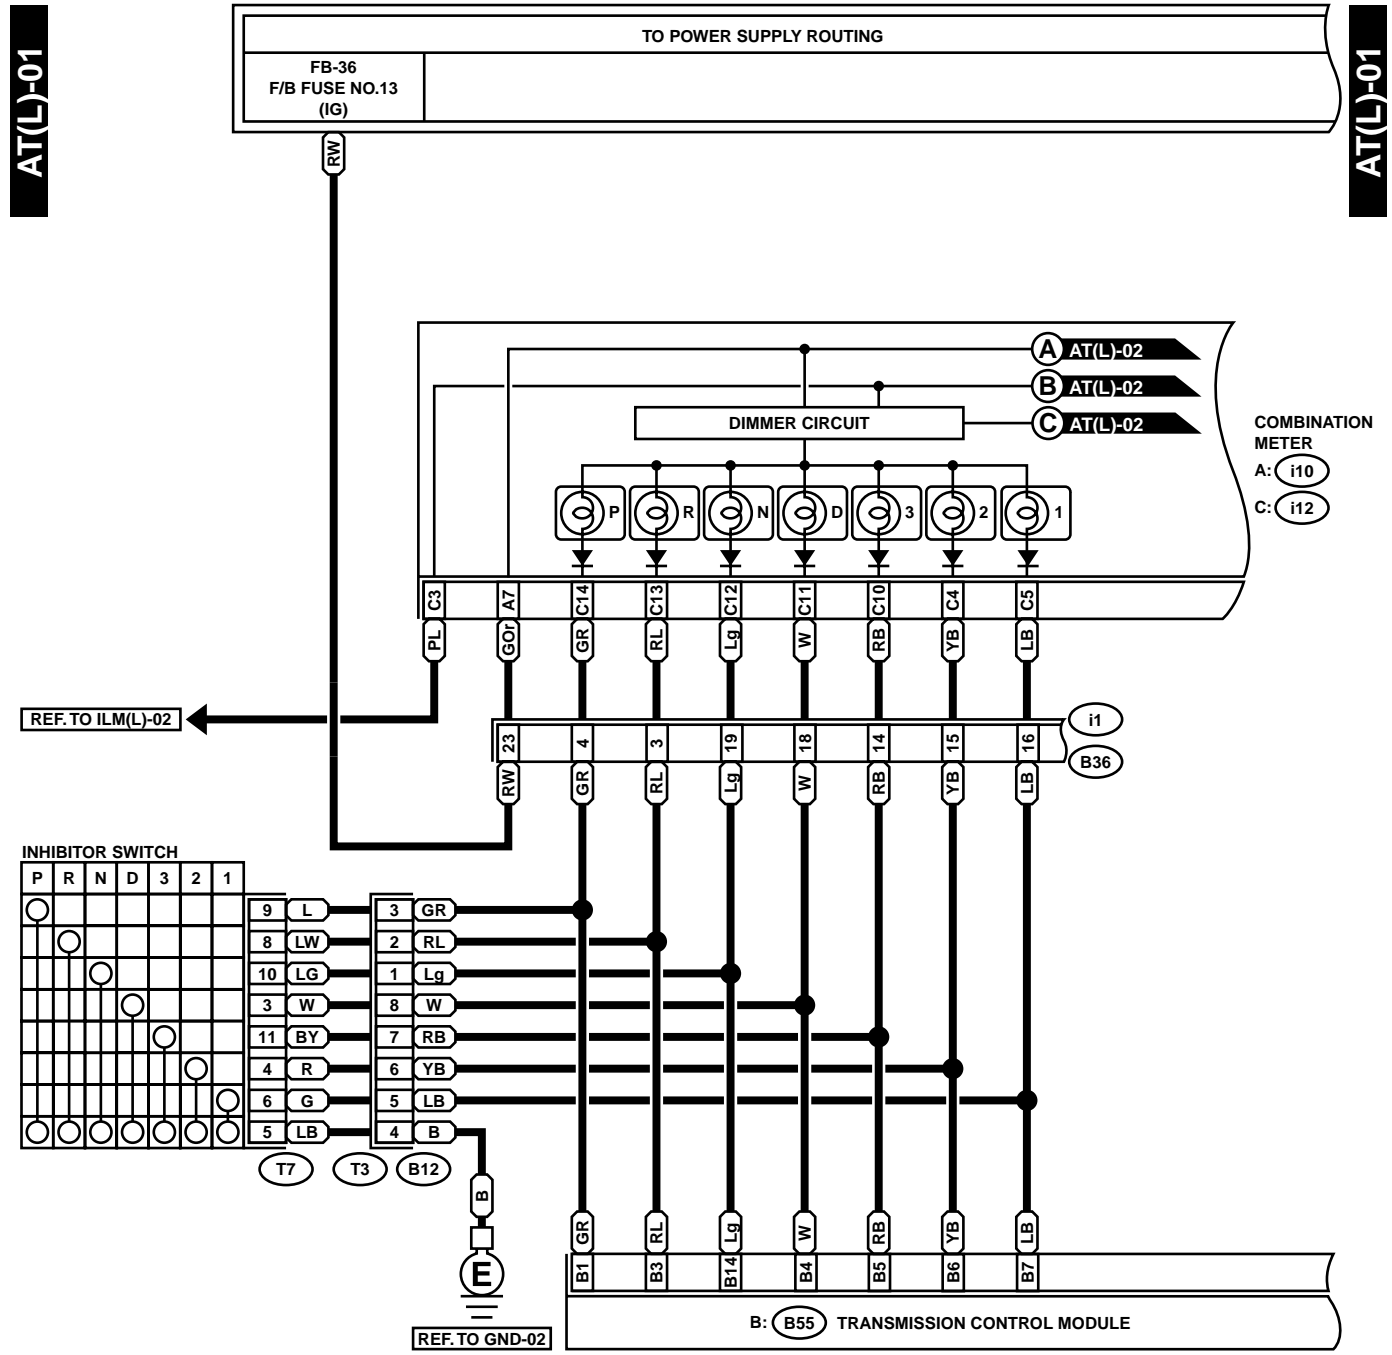 AT(L)-01
AT(L)-01
TO POWER SUPPLY ROUTING
FB-36
F/B FUSE NO.13
(IG)
RW
A AT(L)-02
B AT(L)-02
C AT(L)-02
DIMMER CIRCUIT
COMBINATION
METER
A: i10
C: i12
P R N D 3 2 1
C3 A7 C14 C13 C12 C11 C10 C4 C5
PL GOr GR RL Lg W RB YB LB
REF. TO ILM(L)-02
i1
23 4 3 19 18 14 15 16
B36
RW GR RL Lg W RB YB LB
INHIBITOR SWITCH
P R N D 3 2 1
9 L 3 GR
8 LW 2 RL
10 LG 1 Lg
3 W 8 W
11 BY 7 RB
4 R 6 YB
6 G 5 LB
5 LB 4 B
T7 T3 B12
B
GR RL Lg W RB YB LB
E
B1 B3 B14 B4 B5 B6 B7
B: B55 TRANSMISSION CONTROL MODULE
REF. TO GND-02